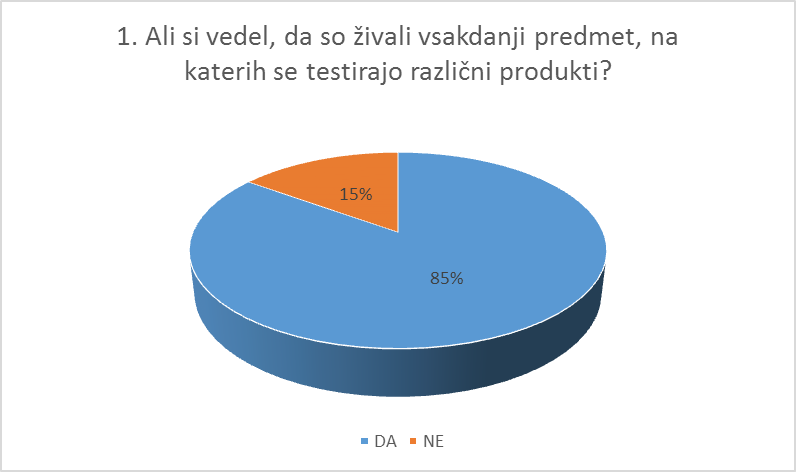 1. Ali si vedel, da so živali vsakdanji predmet, na
katerih se testirajo različni produkti?
15%
85%
DA NE